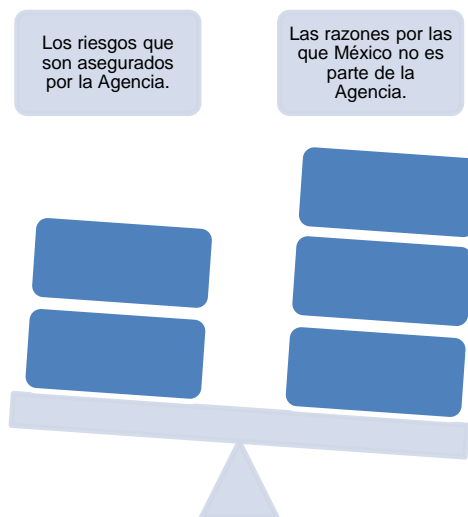 Los riesgos que
son asegurados
por la Agencia.
Las razones por las
que México no es
parte de la
Agencia.